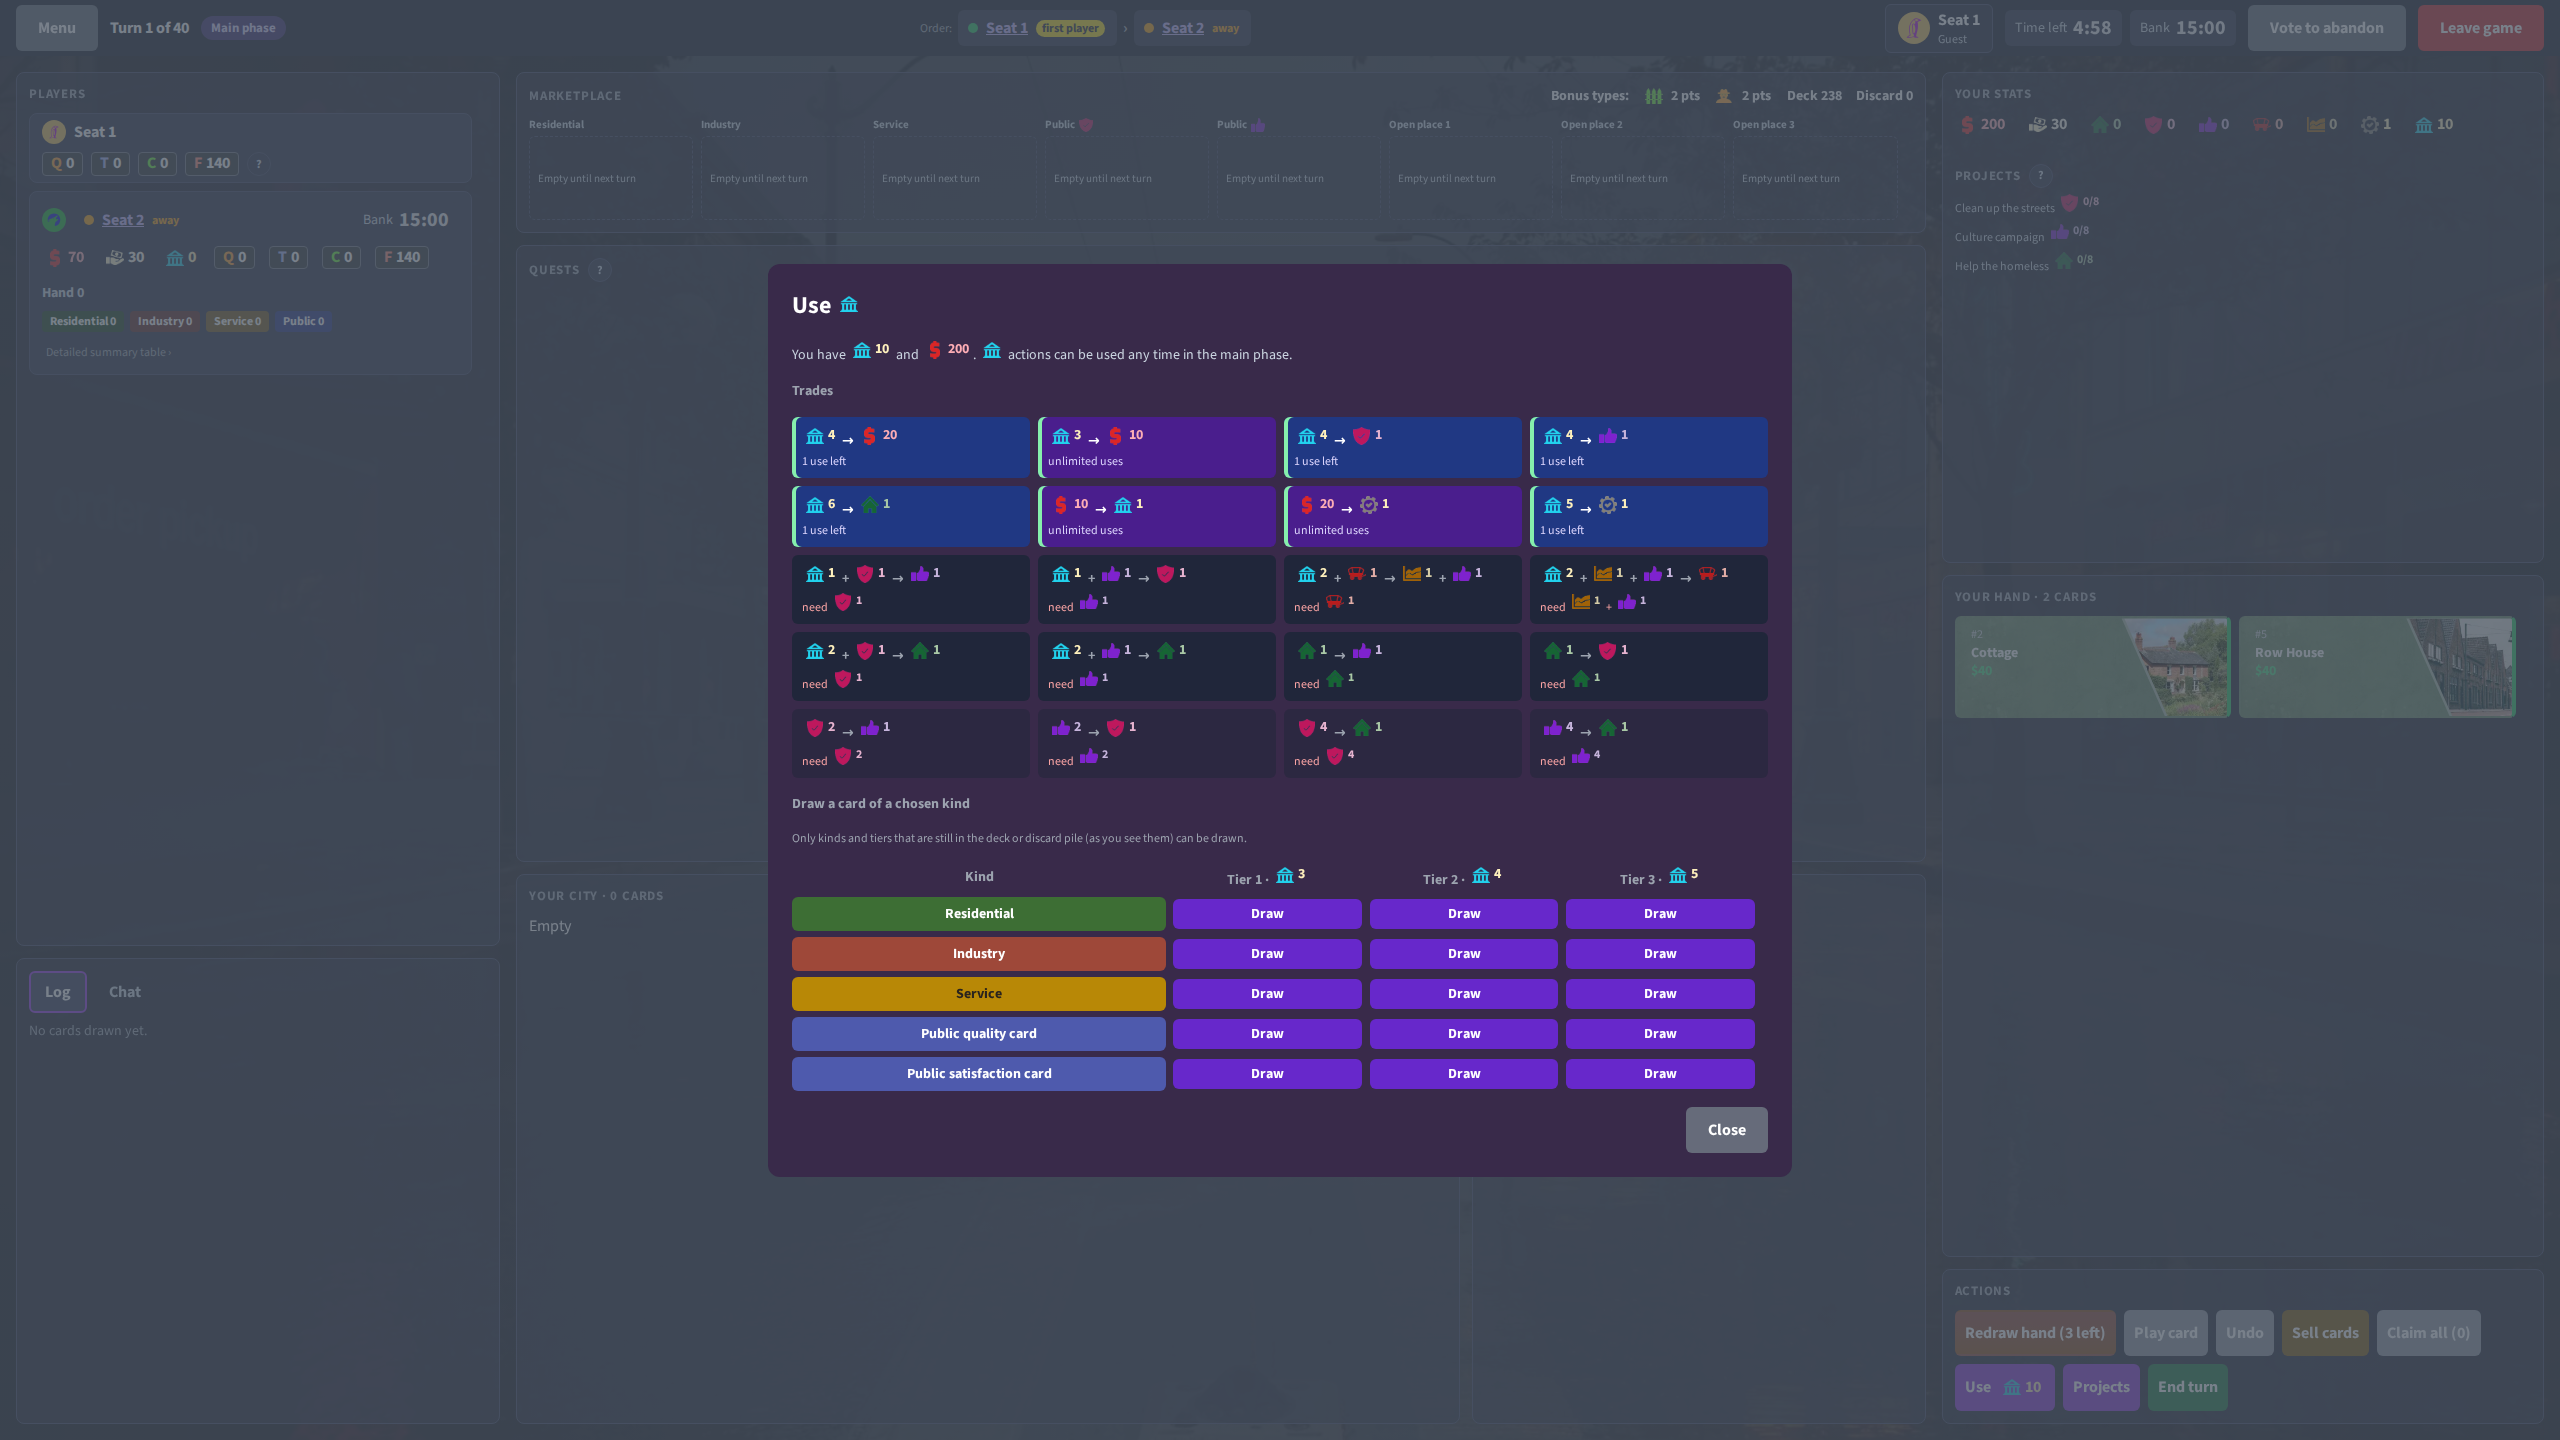 Menu
Turn 1 of 40
Main phase
Order:
Seat 1
first player
›
Seat 2
away
Seat 1
Guest
Time left 4:58
Bank 15:00
Vote to abandon
Leave game
PLAYERS
Seat 1
Q 0
T 0
C 0
F 140
?
Seat 2
away
Bank 15:00
70
30
0
Q 0
T 0
C 0
F 140
Hand 0
Residential 0
Industry 0
Service 0
Public 0
Detailed summary table ›
Log
Chat
No cards drawn yet.
MARKETPLACE
Bonus types:
2 pts
2 pts
Deck 238
Discard 0
Residential
Industry
Service
Public
Public
Open place 1
Open place 2
Open place 3
Empty until next turn
Empty until next turn
Empty until next turn
Empty until next turn
Empty until next turn
Empty until next turn
Empty until next turn
Empty until next turn
QUESTS
?
YOUR CITY · 0 CARDS
Empty
Use
You have 10 and $ 200 . actions can be used any time in the main phase.
Trades
4 → $ 20
1 use left
3 → $ 10
unlimited uses
4 → 1
1 use left
4 → 1
1 use left
6 → 1
1 use left
$ 10 → 1
unlimited uses
$ 20 → 1
unlimited uses
5 → 1
1 use left
1 + 1 → 1
need 1
1 + 1 → 1
need 1
2 + 1 → 1 + 1
need 1
2 + 1 + 1 → 1
need 1 + 1
2 + 1 → 1
need 1
2 + 1 → 1
need 1
1 → 1
need 1
1 → 1
need 1
2 → 1
need 2
2 → 1
need 2
4 → 1
need 4
4 → 1
need 4
Draw a card of a chosen kind
Only kinds and tiers that are still in the deck or discard pile (as you see them) can be drawn.
Kind
Tier 1 · 3
Tier 2 · 4
Tier 3 · 5
Residential
Draw
Draw
Draw
Industry
Draw
Draw
Draw
Service
Draw
Draw
Draw
Public quality card
Draw
Draw
Draw
Public satisfaction card
Draw
Draw
Draw
Close
YOUR STATS
$ 200
30
0
0
0
0
0
1
10
PROJECTS
?
Clean up the streets 0/8
Culture campaign 0/8
Help the homeless 0/8
YOUR HAND · 2 CARDS
#2
Cottage
$40
#5
Row House
$40
ACTIONS
Redraw hand (3 left)
Play card
Undo
Sell cards
Claim all (0)
Use 10
Projects
End turn